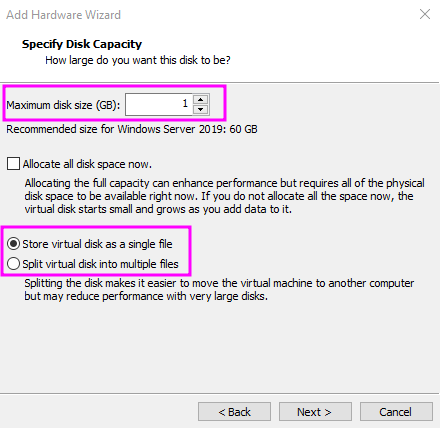 Add Hardware Wizard
Specify Disk Capacity
How large do you want this disk to be?
Maximum disk size (GB): 1
Recommended size for Windows Server 2019: 60 GB
Allocate all disk space now.
Allocating the full capacity can enhance performance but requires all of the physical
disk space to be available right now. If you do not allocate all the space now, the
virtual disk starts small and grows as you add data to it.
Store virtual disk as a single file
Split virtual disk into multiple files
Splitting the disk makes it easier to move the virtual machine to another computer
but may reduce performance with very large disks.
< Back Next > Cancel